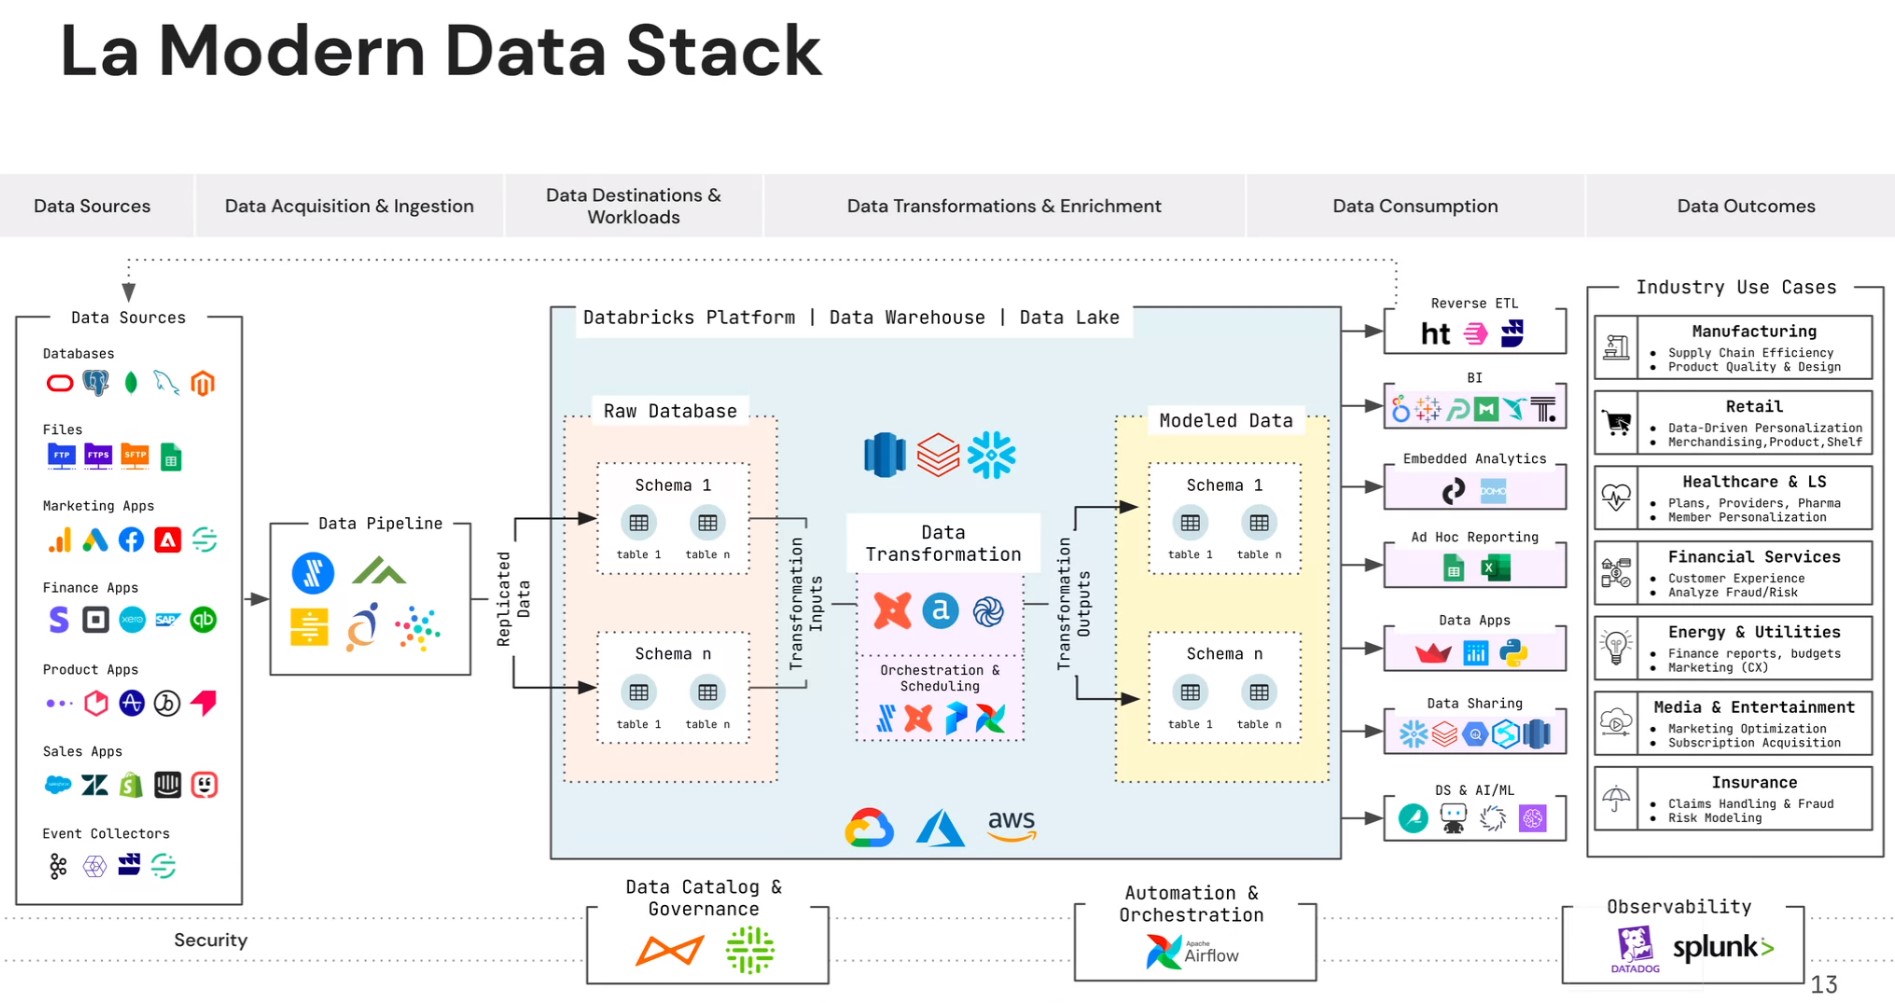 La Modern Data Stack
Data Sources
Data Acquisition & Ingestion
Data Destinations &
Workloads
Data Transformations & Enrichment
Data Consumption
Data Outcomes
Data Sources
Databases
Files
FTP
FTPS
SFTP
Marketing Apps
Finance Apps
xero
SAP
qb
Product Apps
Sales Apps
Event Collectors
Data Pipeline
Replicated
Data
Databricks Platform | Data Warehouse | Data Lake
Raw Database
Schema 1
table 1
table n
Schema n
table 1
table n
Transformation
Inputs
Data
Transformation
a
Orchestration &
Scheduling
Transformation
Outputs
Modeled Data
Schema 1
table 1
table n
Schema n
table 1
table n
aws
Reverse ETL
ht
BI
Embedded Analytics
DOMO
Ad Hoc Reporting
Data Apps
Data Sharing
DS & AI/ML
Industry Use Cases
Manufacturing
• Supply Chain Efficiency
• Product Quality & Design
Retail
• Data-Driven Personalization
• Merchandising,Product,Shelf
Healthcare & LS
• Plans, Providers, Pharma
• Member Personalization
Financial Services
• Customer Experience
• Analyze Fraud/Risk
Energy & Utilities
• Finance reports, budgets
• Marketing (CX)
Media & Entertainment
• Marketing Optimization
• Subscription Acquisition
Insurance
• Claims Handling & Fraud
• Risk Modeling
Security
Data Catalog &
Governance
Automation &
Orchestration
Apache
Airflow
Observability
DATADOG
splunk>
13